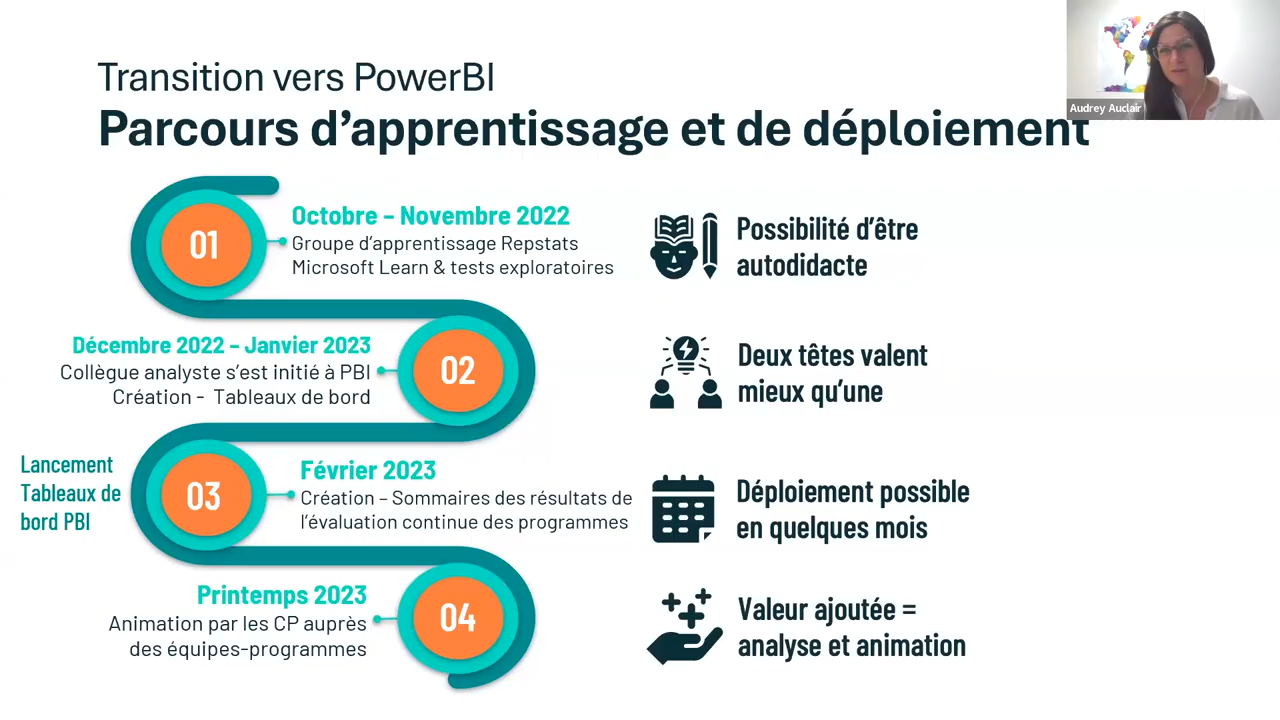 Transition vers PowerBI
Parcours d’apprentissage et de déploiement
Audrey Auclair
01
Octobre – Novembre 2022
Groupe d’apprentissage Repstats
Microsoft Learn & tests exploratoires
Possibilité d’être
autodidacte
Décembre 2022 – Janvier 2023
Collègue analyste s’est initié à PBI
Création - Tableaux de bord
02
Deux têtes valent
mieux qu’une
Lancement
Tableaux de
bord PBI
03
Février 2023
Création – Sommaires des résultats de
l’évaluation continue des programmes
Déploiement possible
en quelques mois
Printemps 2023
Animation par les CP auprès
des équipes-programmes
04
Valeur ajoutée =
analyse et animation